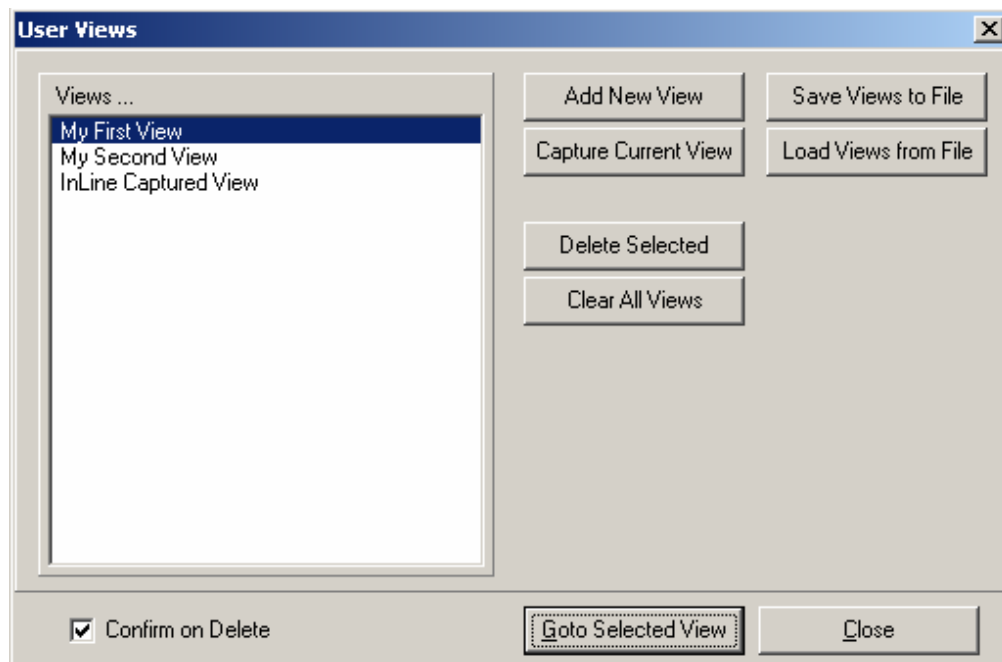 User Views
Views ...
My First View
My Second View
InLine Captured View
Add New View
Save Views to File
Capture Current View
Load Views from File
Delete Selected
Clear All Views
Confirm on Delete
Goto Selected View
Close